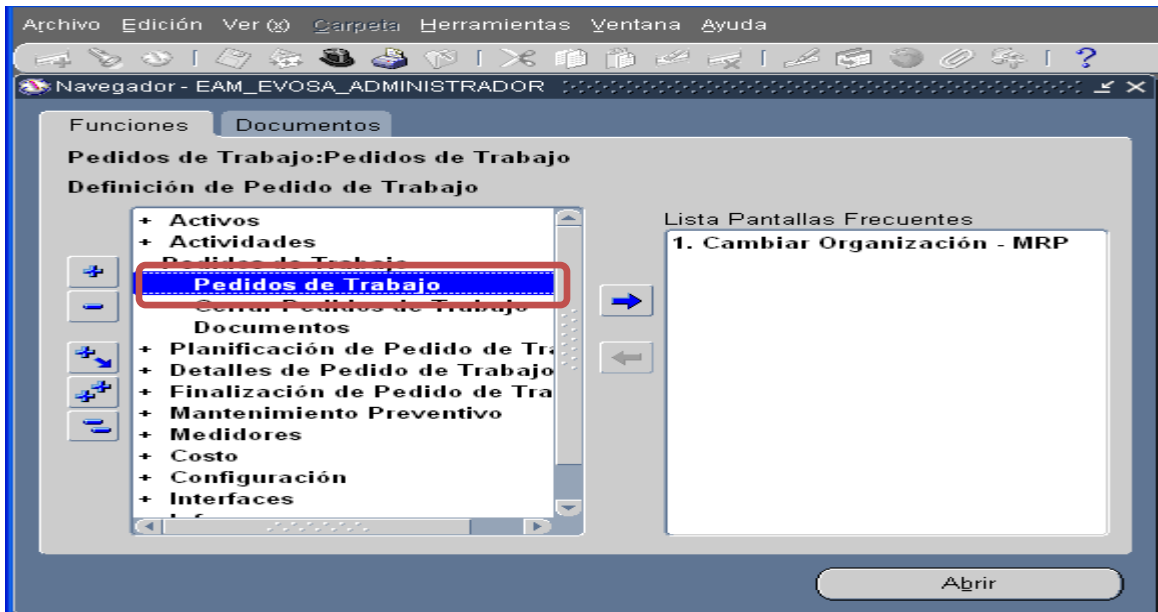 Archivo Edición Ver (x) Carpeta Herramientas Ventana Ayuda
Navegador - EAM_EVOSA_ADMINISTRADOR
Funciones Documentos
Pedidos de Trabajo:Pedidos de Trabajo
Definición de Pedido de Trabajo
+ Activos
+ Actividades
Pedidos de Trabajo
Pedidos de Trabajo
Cerrar Pedidos de Trabajo
Documentos
+ Planificación de Pedido de Tra
+ Detalles de Pedido de Trabajo
+ Finalización de Pedido de Tra
+ Mantenimiento Preventivo
+ Medidores
+ Costo
+ Configuración
+ Interfaces
Lista Pantallas Frecuentes
1. Cambiar Organización - MRP
Abrir